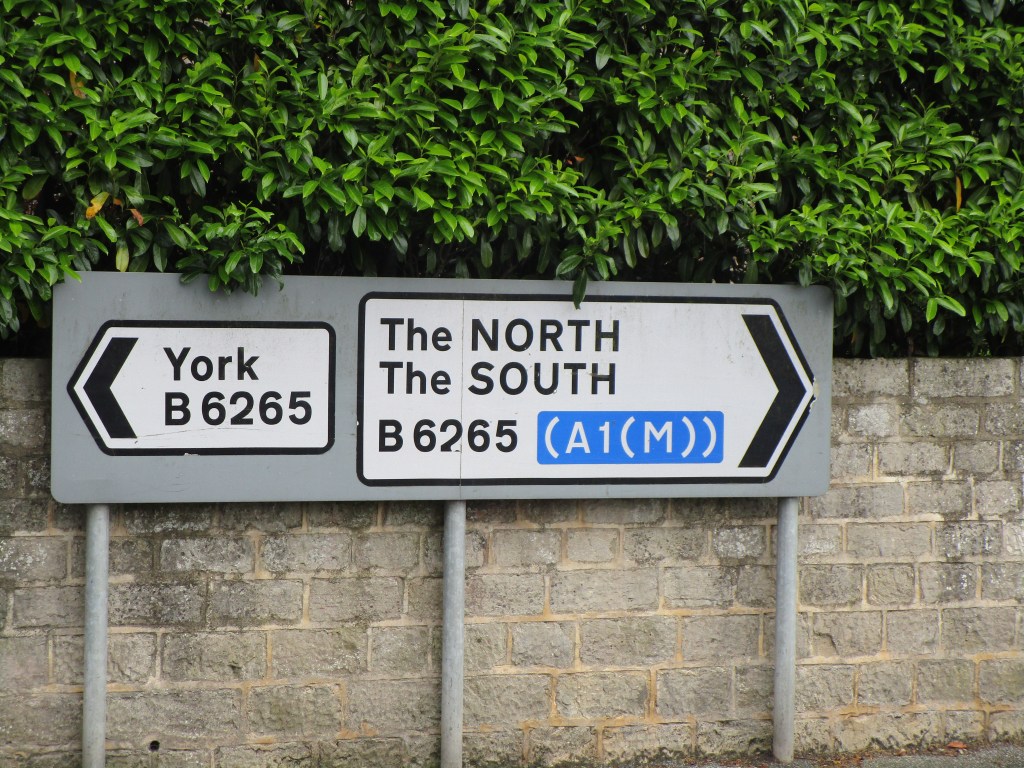 York
B 6265
The NORTH
The SOUTH
B 6265 (A1(M))